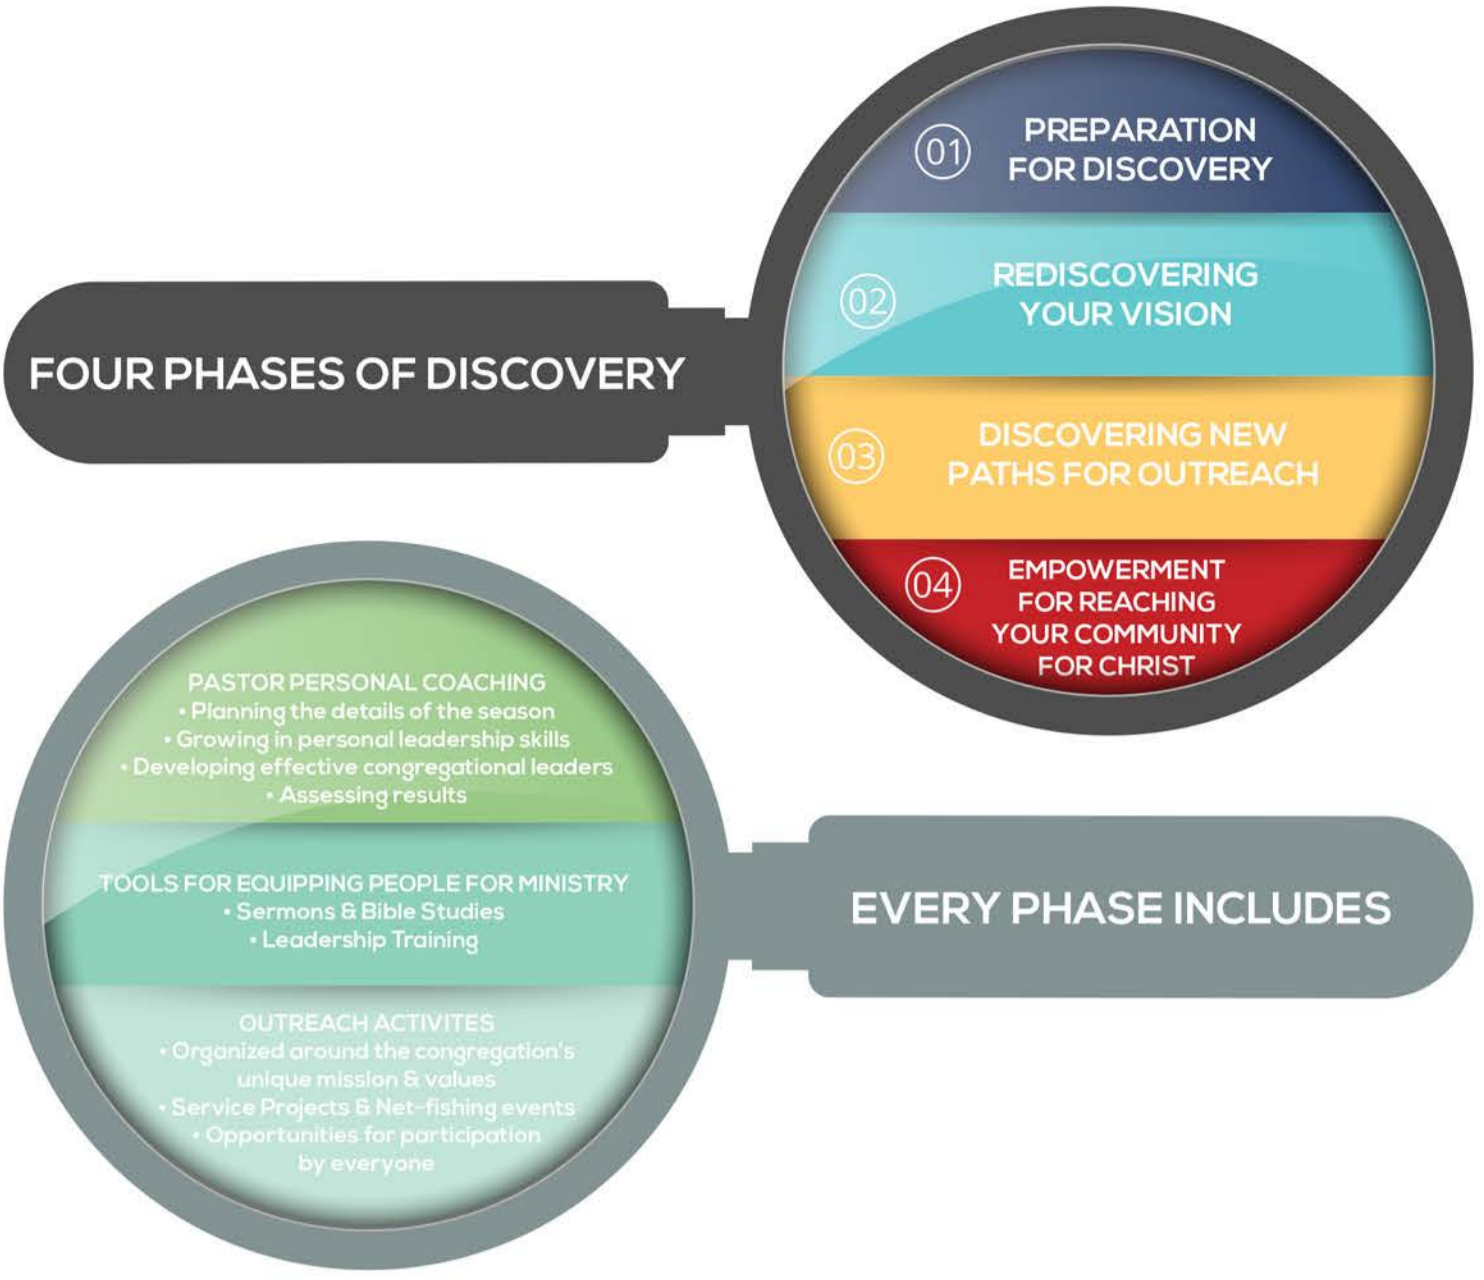 FOUR PHASES OF DISCOVERY
01
PREPARATION
FOR DISCOVERY
02
REDISCOVERING
YOUR VISION
03
DISCOVERING NEW
PATHS FOR OUTREACH
04
EMPOWERMENT
FOR REACHING
YOUR COMMUNITY
FOR CHRIST
PASTOR PERSONAL COACHING
• Planning the details of the season
• Growing in personal leadership skills
• Developing effective congregational leaders
• Assessing results
TOOLS FOR EQUIPPING PEOPLE FOR MINISTRY
• Sermons & Bible Studies
• Leadership Training
OUTREACH ACTIVITES
• Organized around the congregation's
unique mission & values
• Service Projects & Net-fishing events
• Opportunities for participation
by everyone
EVERY PHASE INCLUDES